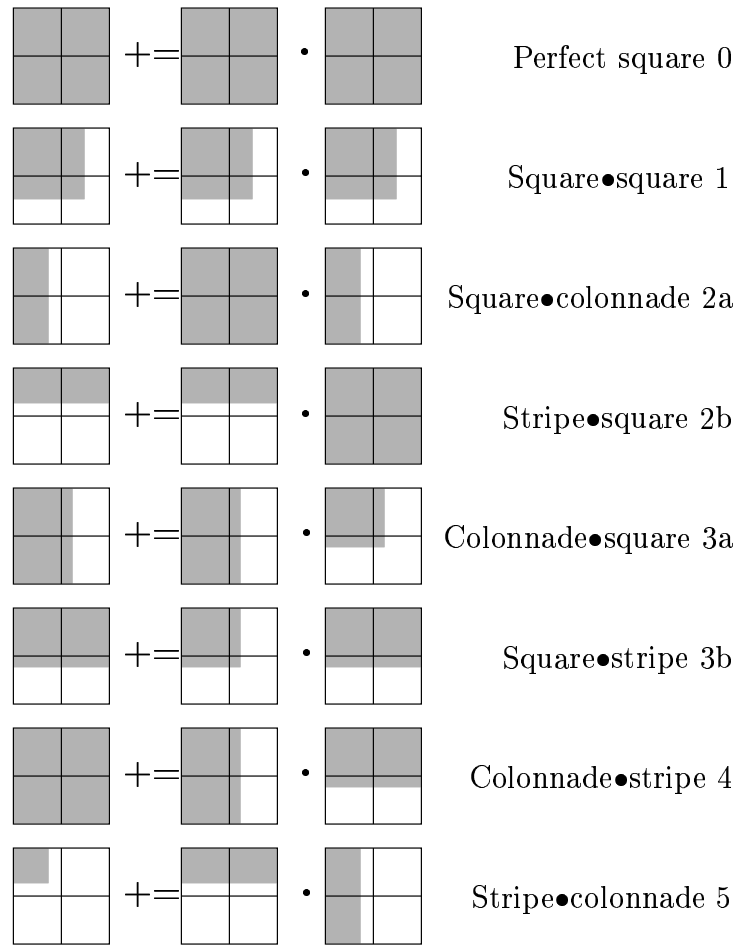 += • Perfect square 0
+= • Square●square 1
+= • Square●colonnade 2a
+= • Stripe●square 2b
+= • Colonnade●square 3a
+= • Square●stripe 3b
+= • Colonnade●stripe 4
+= • Stripe●colonnade 5